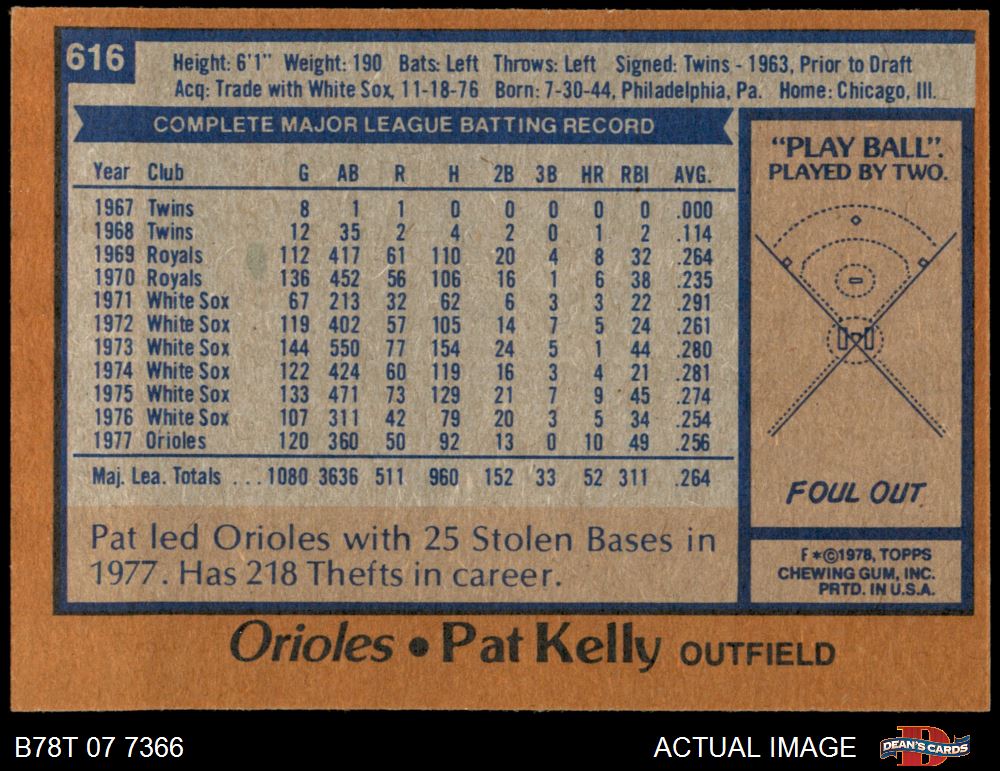 616
Height: 6'1" Weight: 190 Bats: Left Throws: Left Signed: Twins - 1963, Prior to Draft
Acq: Trade with White Sox, 11-18-76 Born: 7-30-44, Philadelphia, Pa. Home: Chicago, Ill.
COMPLETE MAJOR LEAGUE BATTING RECORD
Year Club G AB R H 2B 3B HR RBI AVG.
1967 Twins 8 1 1 0 0 0 0 0 .000
1968 Twins 12 35 2 4 2 0 1 2 .114
1969 Royals 112 417 61 110 20 4 8 32 .264
1970 Royals 136 452 56 106 16 1 6 38 .235
1971 White Sox 67 213 32 62 6 3 3 22 .291
1972 White Sox 119 402 57 105 14 7 5 24 .261
1973 White Sox 144 550 77 154 24 5 1 44 .280
1974 White Sox 122 424 60 119 16 3 4 21 .281
1975 White Sox 133 471 73 129 21 7 9 45 .274
1976 White Sox 107 311 42 79 20 3 5 34 .254
1977 Orioles 120 360 50 92 13 0 10 49 .256
Maj. Lea. Totals ... 1080 3636 511 960 152 33 52 311 .264
Pat led Orioles with 25 Stolen Bases in
1977. Has 218 Thefts in career.
"PLAY BALL".
PLAYED BY TWO.
FOUL OUT
F*©1978, TOPPS
CHEWING GUM, INC.
PRTD. IN U.S.A.
Orioles • Pat Kelly OUTFIELD
B78T 07 7366
ACTUAL IMAGE
DEAN'S CARDS